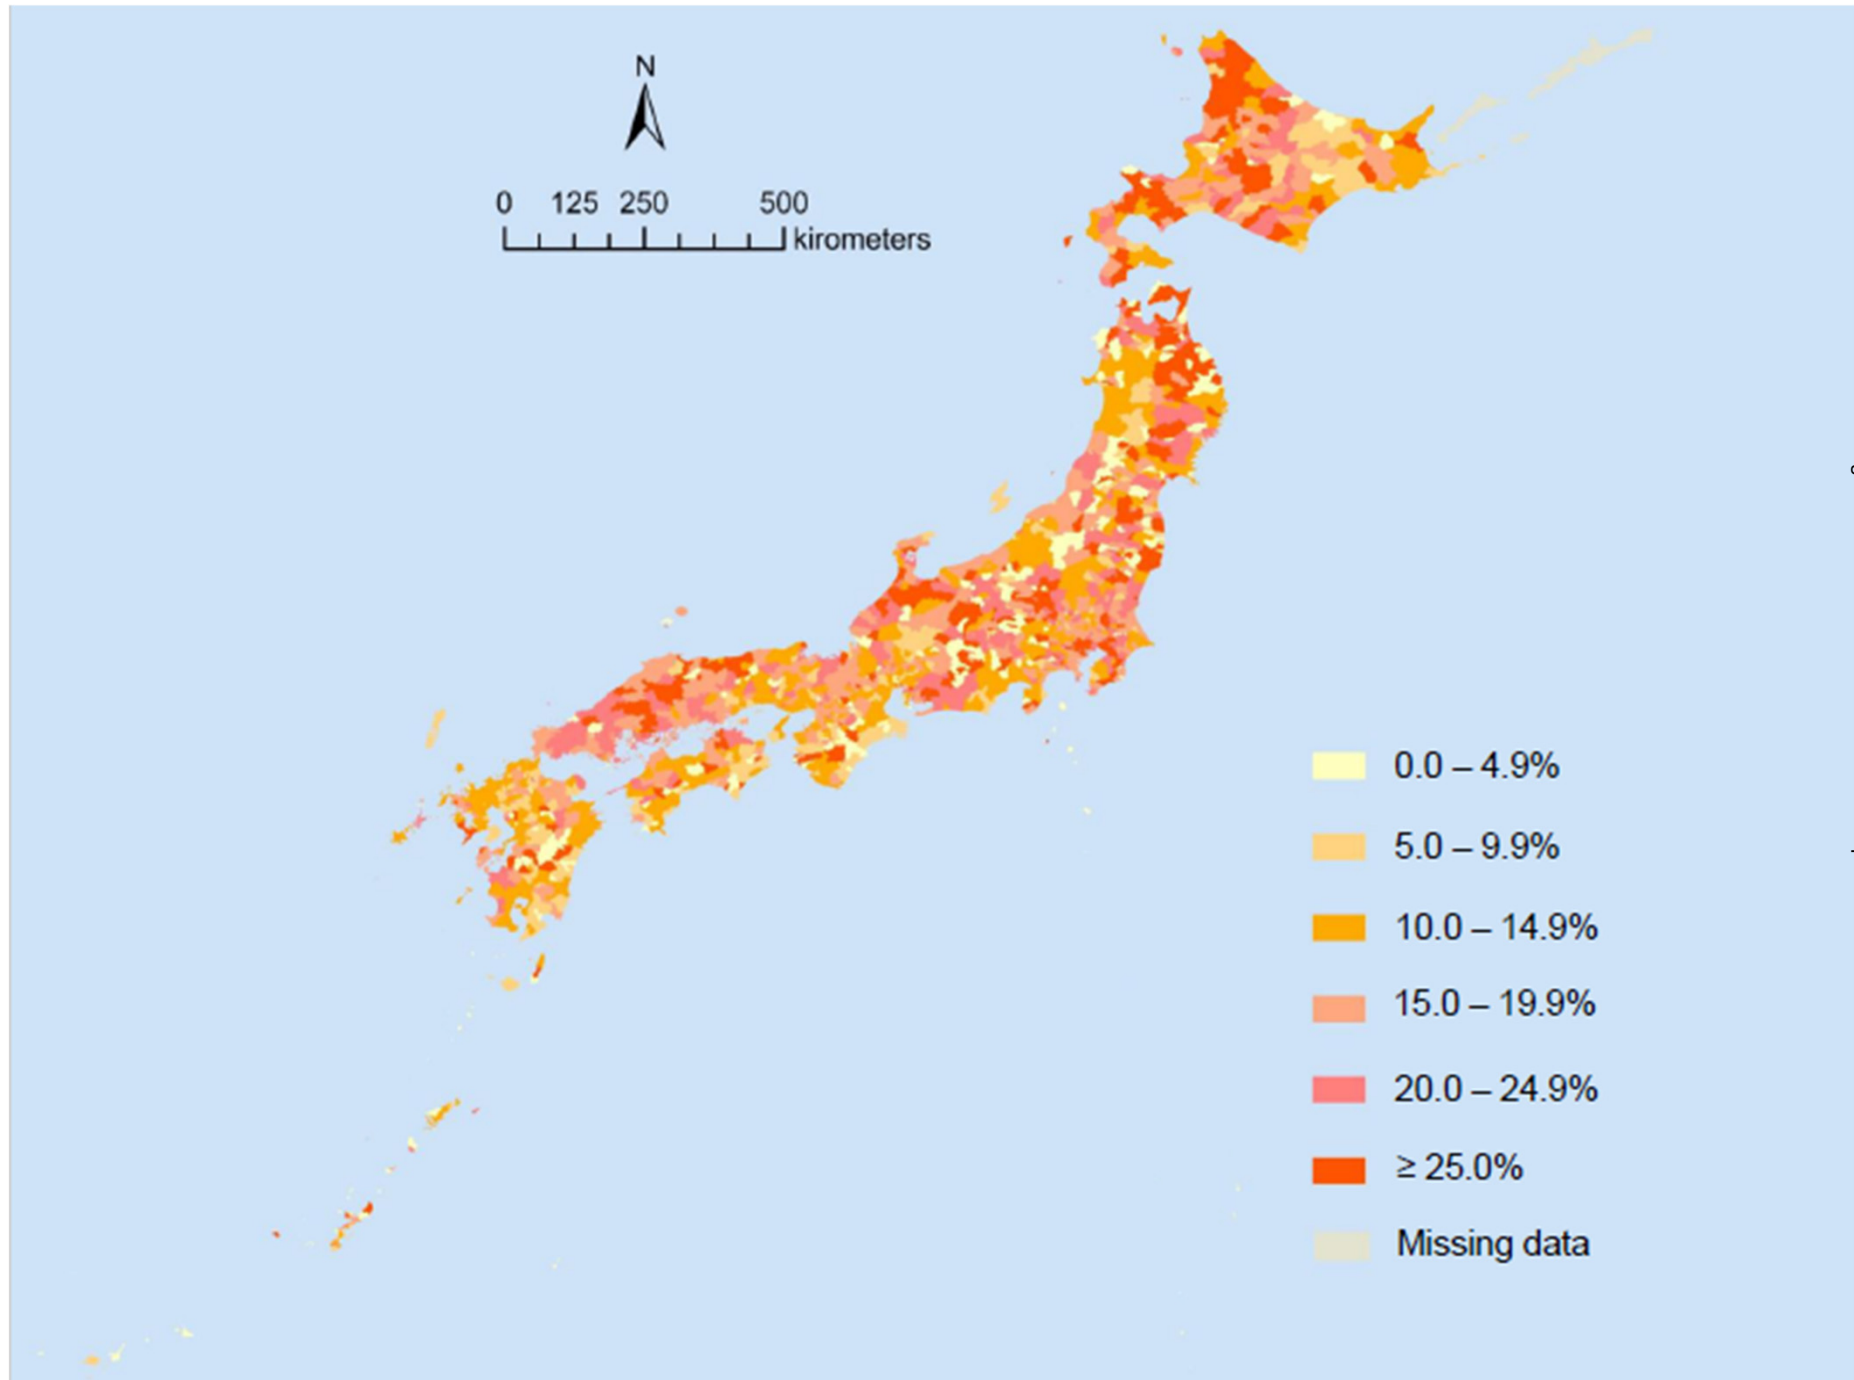 N
0 125 250 500
kirometers
0.0 – 4.9%
5.0 – 9.9%
10.0 – 14.9%
15.0 – 19.9%
20.0 – 24.9%
≥ 25.0%
Missing data